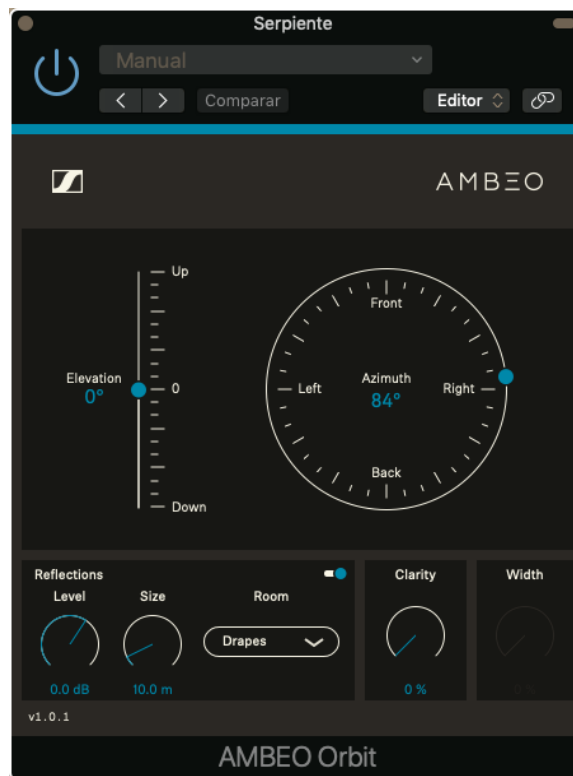 Serpiente
Manual
Comparar
Editor
AMBEO
Up
Front
Elevation
0°
0
Left
Azimuth
84°
Right
Back
Down
Reflections
Level
Size
Room
Drapes
0.0 dB
10.0 m
Clarity
0 %
Width
0 %
v1.0.1
AMBEO Orbit